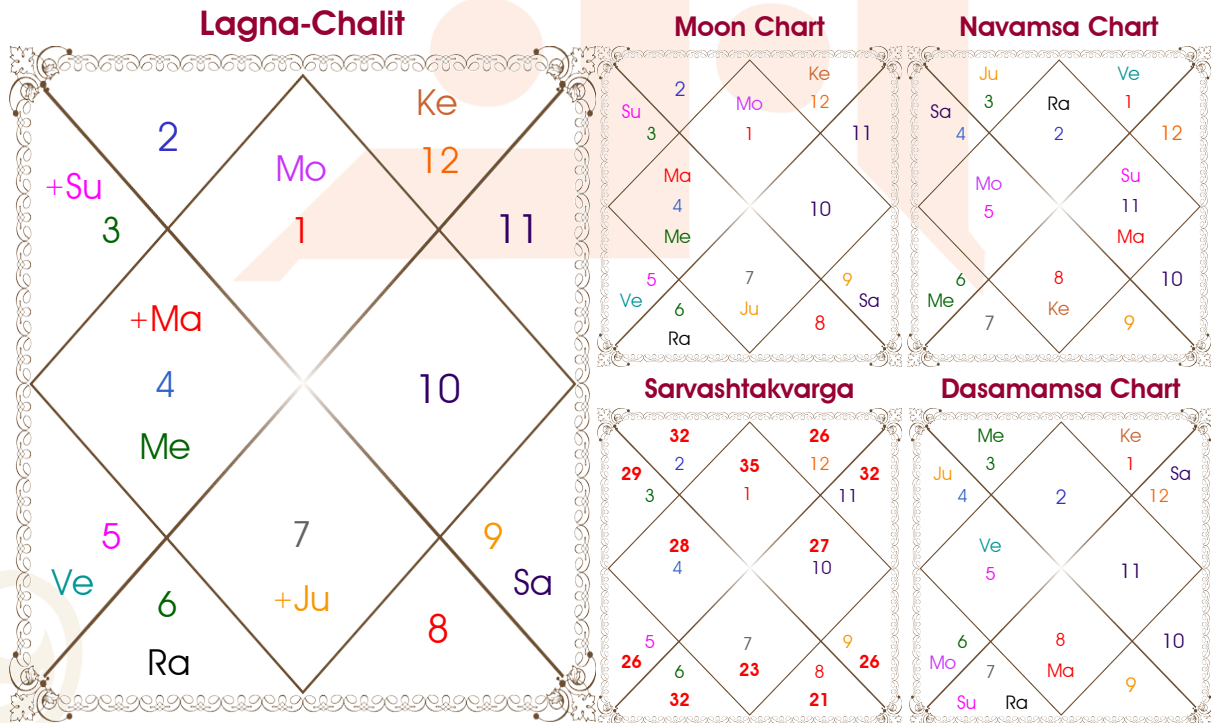 Lagna-Chalit
Ke
2
12
Mo
+Su
3
1
11
+Ma
4
10
Me
5
7
9
Ve
Sa
6
+Ju
8
Ra
Moon Chart
Ke
2
Mo
12
Su
3
1
11
Ma
4
10
Me
5
7
9
Ve
Sa
6
Ju
8
Ra
Navamsa Chart
Ju
Ve
3
Ra
1
Sa
4
2
12
Mo
Su
5
11
Ma
6
8
10
Me
Ke
7
9
Sarvashtakvarga
32
26
2
35
12
29
32
3
1
11
28
27
4
10
5
7
9
26
23
26
6
8
32
21
Dasamamsa Chart
Me
Ke
3
1
Ju
Sa
4
2
12
Ve
5
11
6
8
10
Mo
7
Ma
9
Su
Ra